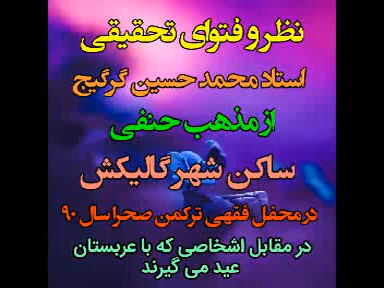 نظر و فتوای تحقیقی
استاد محمد حسین گرگیج
از مذهب حنفی
ساکن شهر گالیکش
در محفل فقهی ترکمن صحرا سال ۹۰
در مقابل اشخاصی که با عربستان
عید می گیرند